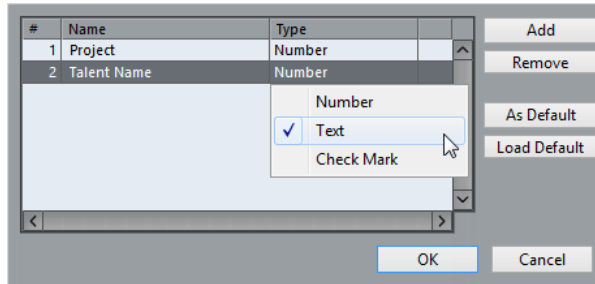 # Name Type
1 Project Number
2 Talent Name Number
Number
Text
Check Mark
Add
Remove
As Default
Load Default
OK
Cancel